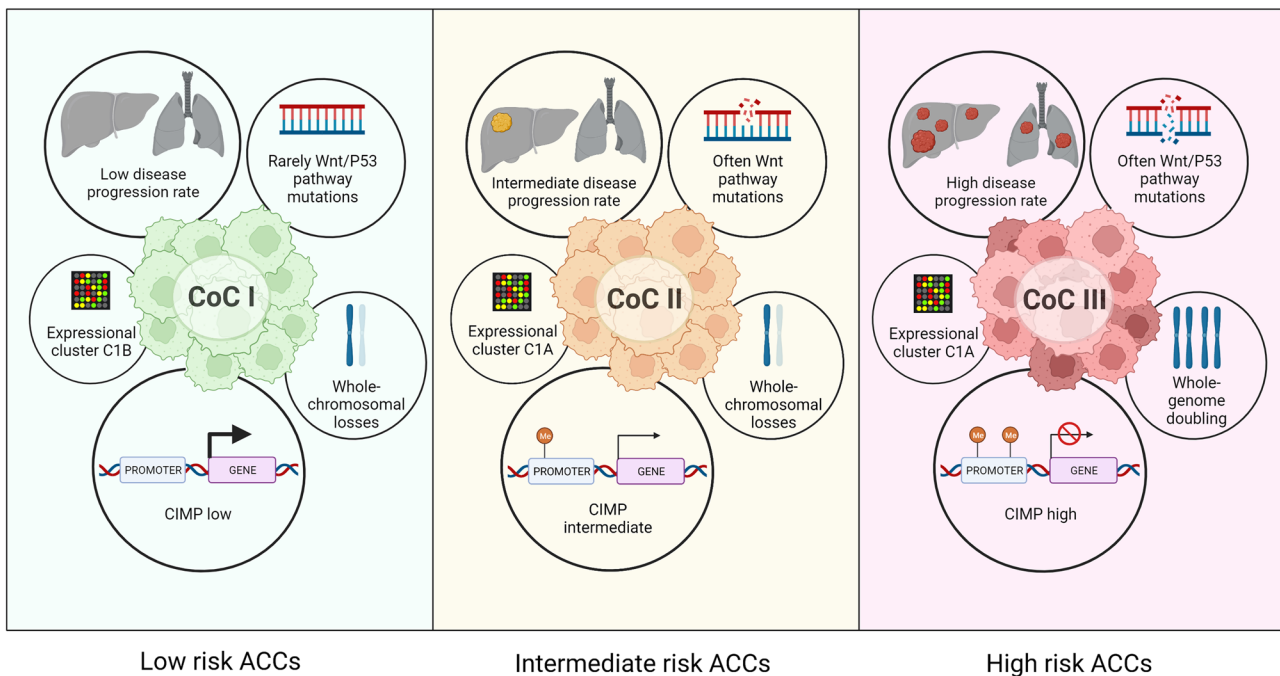 Low disease
progression rate
Rarely Wnt/P53
pathway
mutations
CoC I
Expressional
cluster C1B
Whole-
chromosomal
losses
PROMOTER
GENE
CIMP low
Low risk ACCs
Intermediate disease
progression rate
Often Wnt
pathway
mutations
CoC II
Expressional
cluster C1A
Whole-
chromosomal
losses
Me
PROMOTER
GENE
CIMP
intermediate
Intermediate risk ACCs
High disease
progression rate
Often Wnt/P53
pathway
mutations
CoC III
Expressional
cluster C1A
Whole-
genome
doubling
Me
Me
PROMOTER
GENE
CIMP high
High risk ACCs